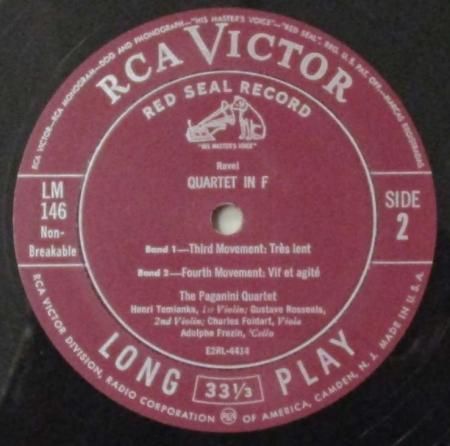 RCA VICTOR—RCA MONOGRAM—DOG AND PHONOGRAPH—"HIS MASTER'S VOICE"—"RED SEAL", REG. U.S. PAT. OFF.—MARCAS REGISTRADAS
RCA VICTOR
RED SEAL RECORD
"HIS MASTER'S VOICE"
Ravel
QUARTET IN F
LM
146
Non-
Breakable
SIDE
2
Band 1—Third Movement: Très lent
Band 2—Fourth Movement: Vif et agité
The Paganini Quartet
Henri Temianka, 1st Violin; Gustave Rosseels,
2nd Violin; Charles Foidart, Viola
Adolphe Frezin, 'Cello
E2RL-4414
LONG 33 1/3 PLAY
RCA VICTOR DIVISION, RADIO CORPORATION RCA OF AMERICA, CAMDEN, N. J. MADE IN U.S.A.